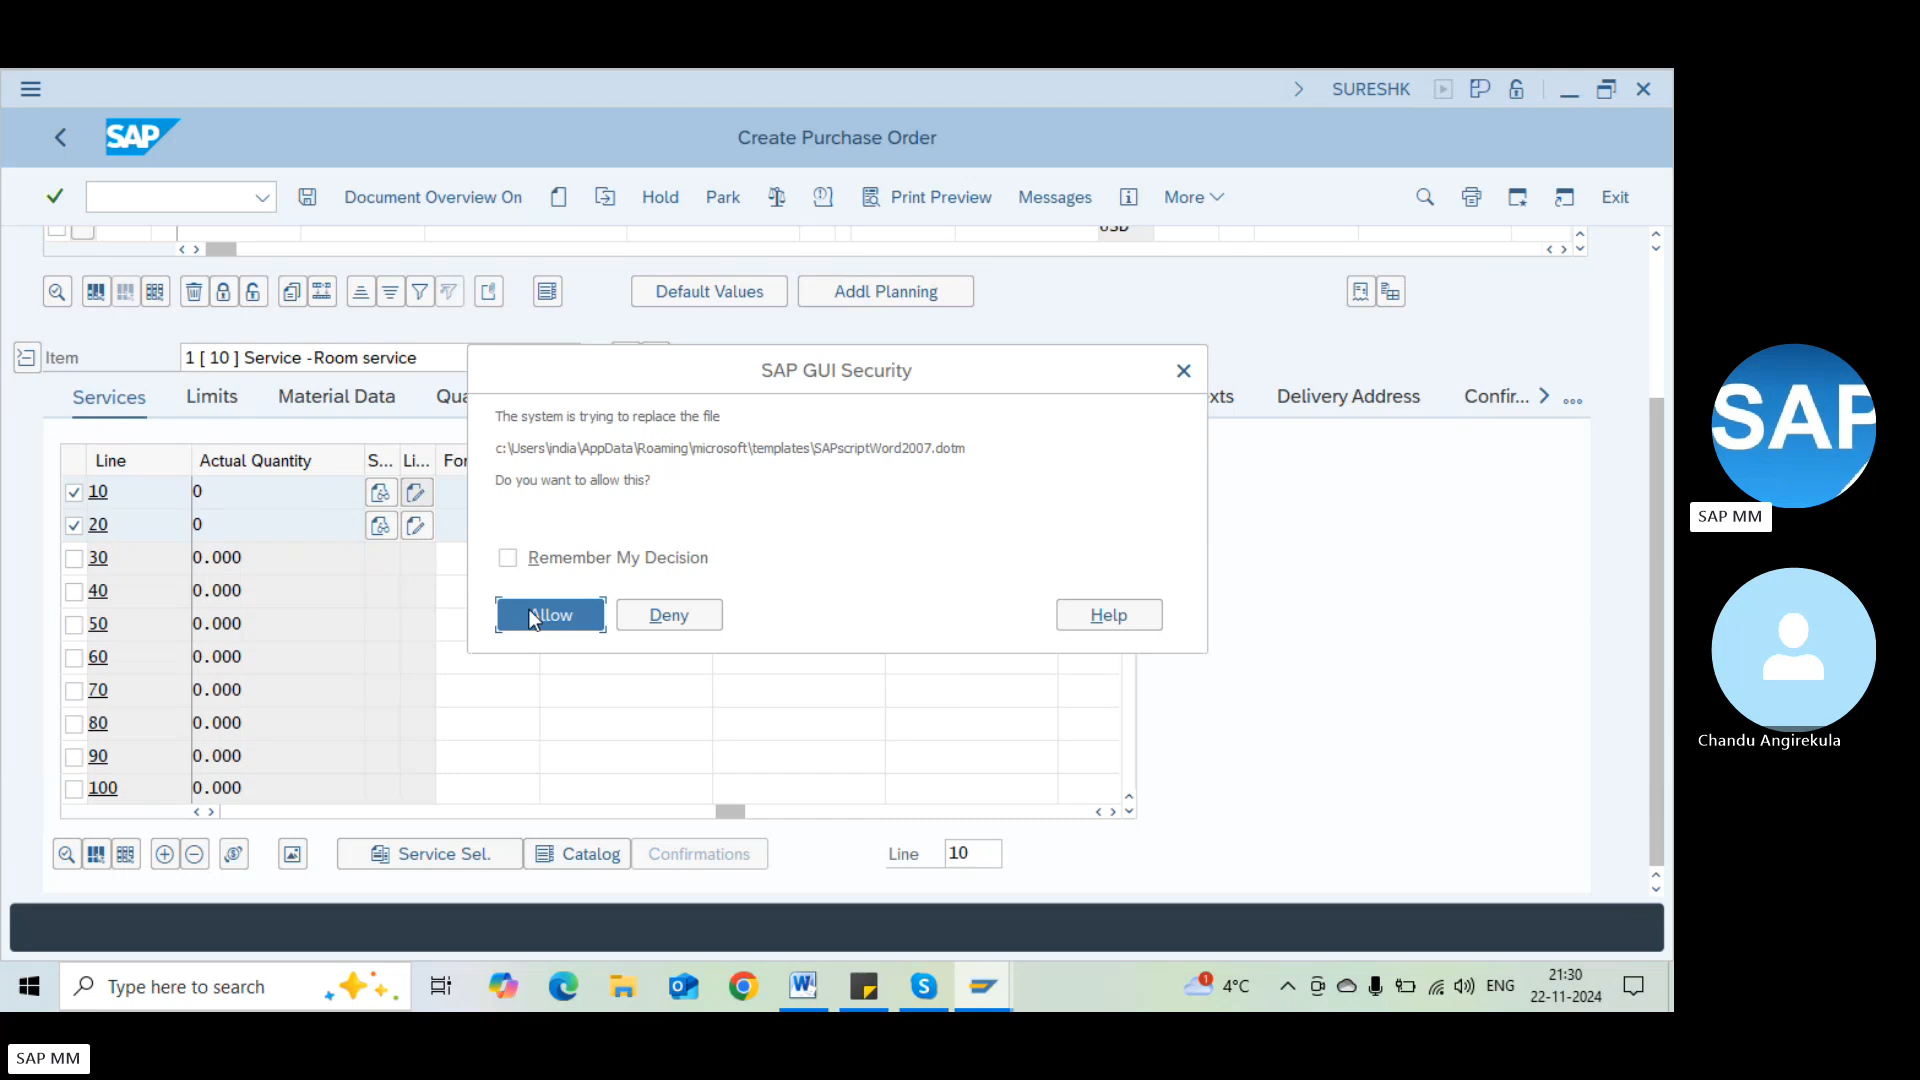 SURESHK
SAP
Create Purchase Order
Document Overview On
Hold
Park
Print Preview
Messages
More
Exit
USD
Default Values
Addl Planning
Item
1 [ 10 ] Service - Room service
Services
Limits
Material Data
Qua
xts
Delivery Address
Confir...
Line
Actual Quantity
S...
Li...
For
10
0
20
0
30
0.000
40
0.000
50
0.000
60
0.000
70
0.000
80
0.000
90
0.000
100
0.000
SAP GUI Security
The system is trying to replace the file
c:\Users\india\AppData\Roaming\microsoft\templates\SAPscriptWord2007.dotm
Do you want to allow this?
Remember My Decision
Allow
Deny
Help
Service Sel.
Catalog
Confirmations
Line
10
Type here to search
1
4°C
ENG
21:30
22-11-2024
SAP
SAP MM
Chandu Angirekula
SAP MM